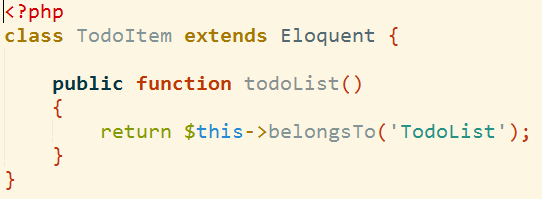 <?php
class TodoItem extends Eloquent {
    public function todoList()
    {
        return $this->belongsTo('TodoList');
    }
}